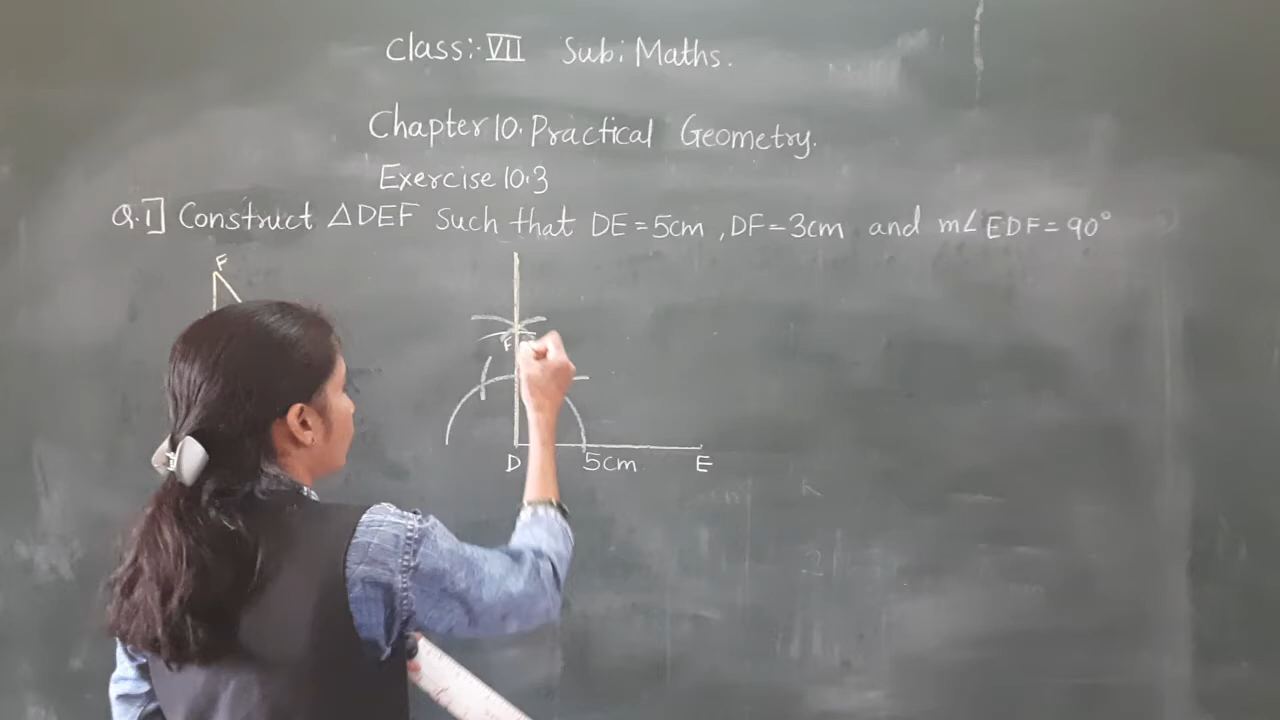 Class:- VII Sub: Maths.
Chapter 10. Practical Geometry.
Exercise 10.3
Q.1] Construct △DEF such that DE = 5cm , DF = 3cm and m∠EDF = 90°
F
F
D 5cm E